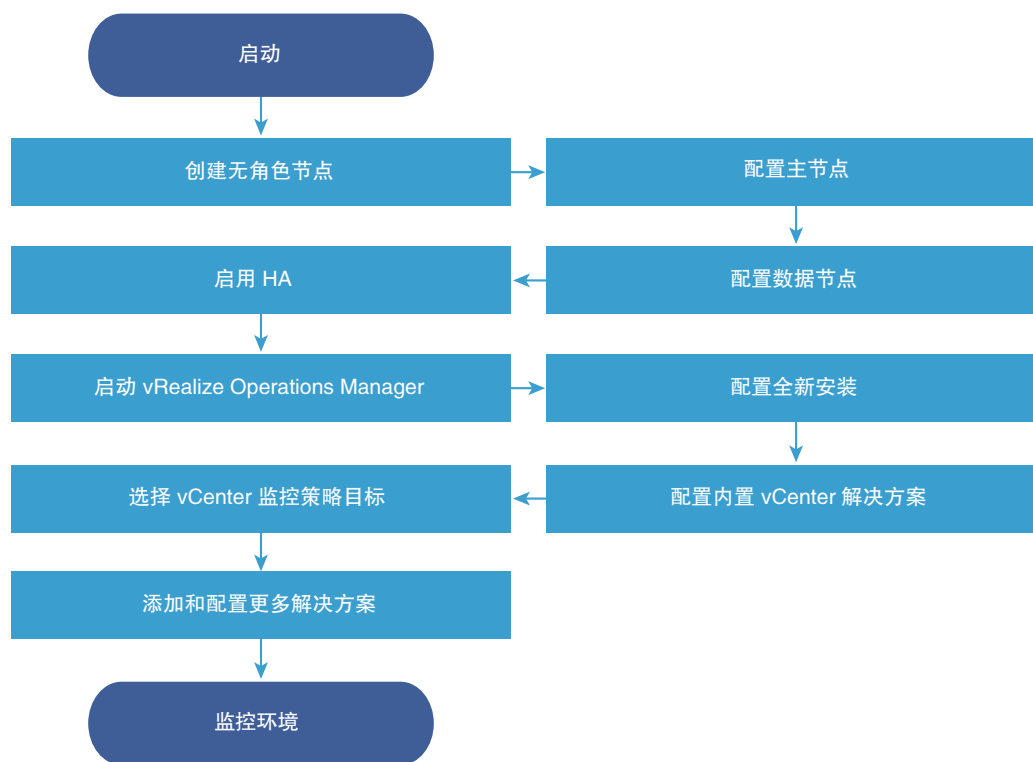 启动
创建无角色节点
配置主节点
启用 HA
配置数据节点
启动 vRealize Operations Manager
配置全新安装
选择 vCenter 监控策略目标
配置内置 vCenter 解决方案
添加和配置更多解决方案
监控环境